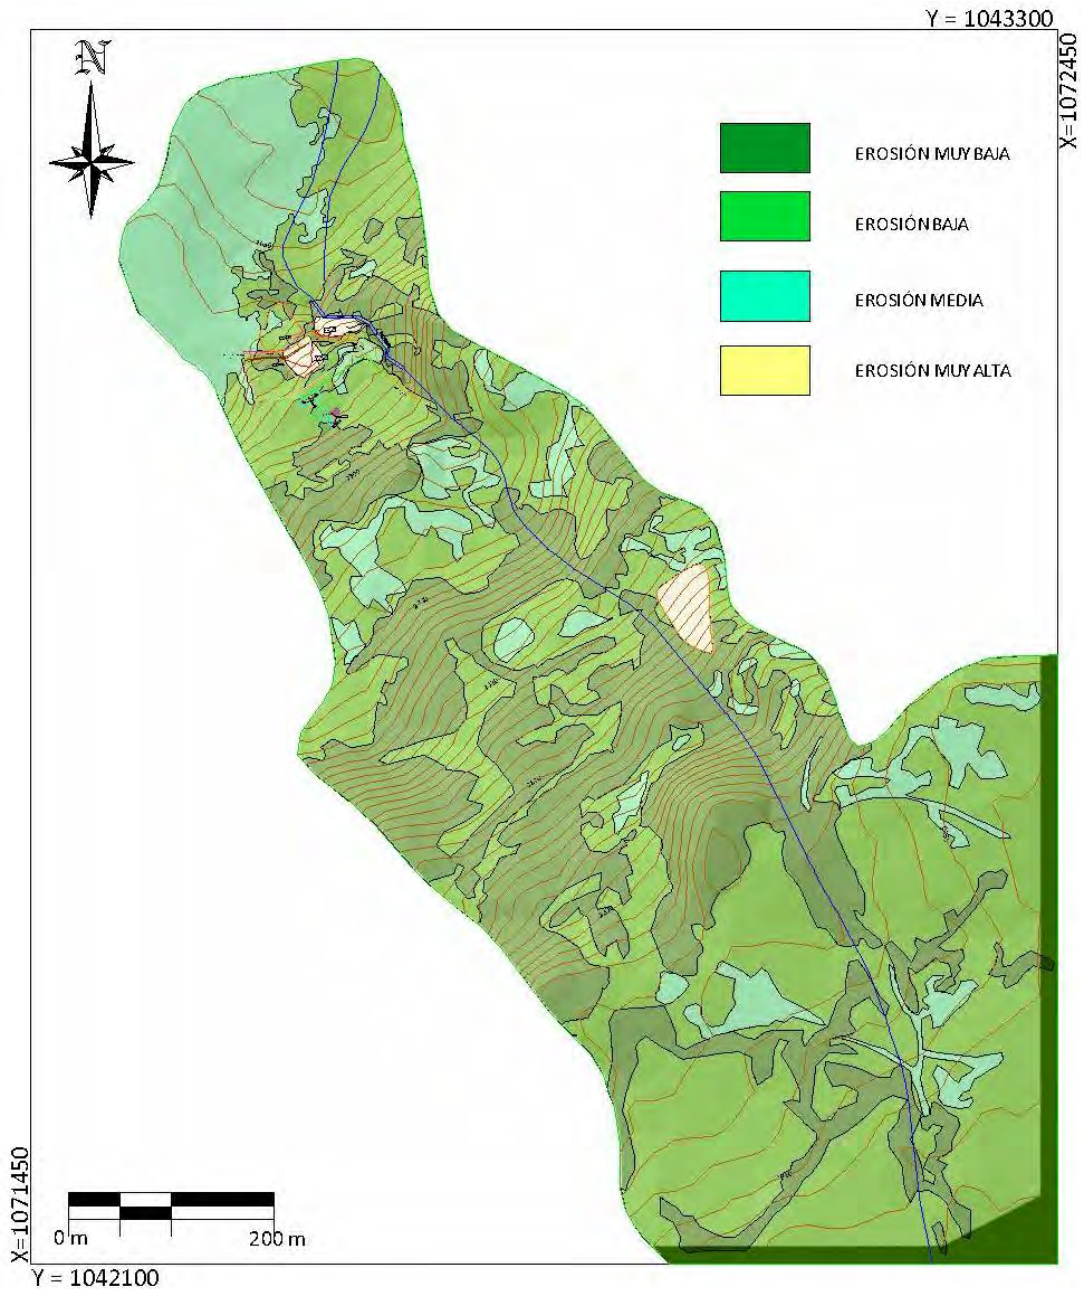 Y = 1043300
X=1072450
N
EROSIÓN MUY BAJA
EROSIÓN BAJA
EROSIÓN MEDIA
EROSIÓN MUY ALTA
X=1071450
0 m
200 m
Y = 1042100